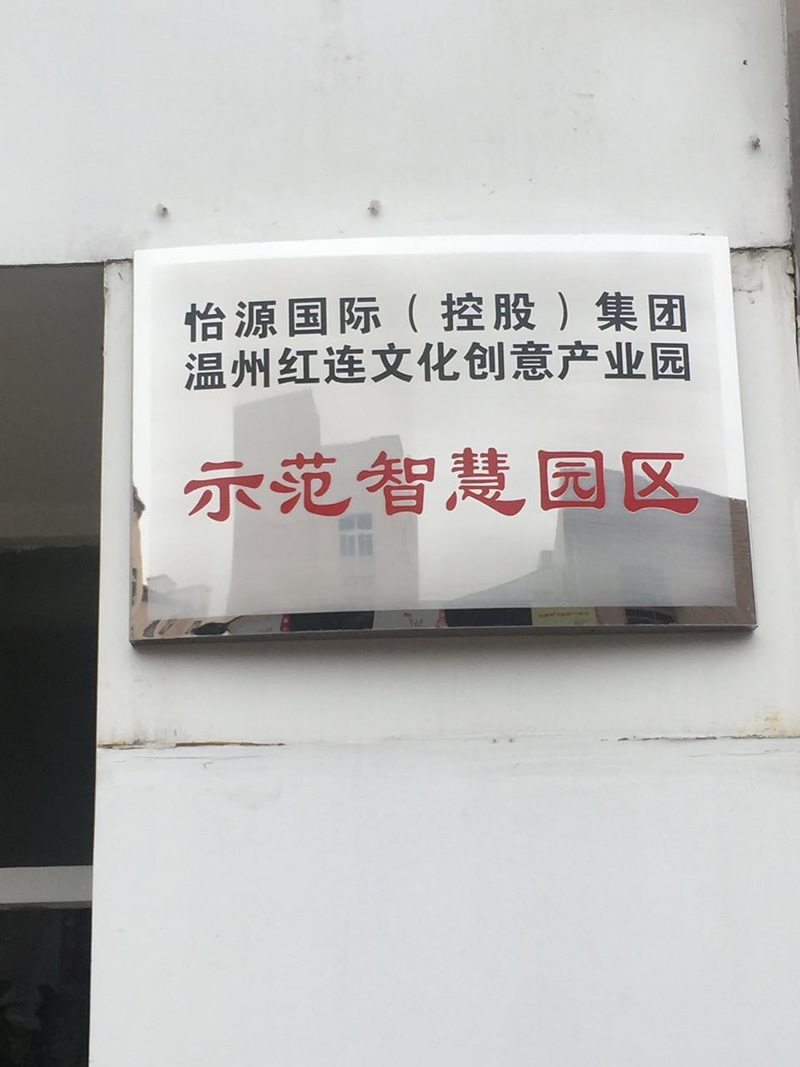 怡源国际（控股）集团
温州红连文化创意产业园
示范智慧园区